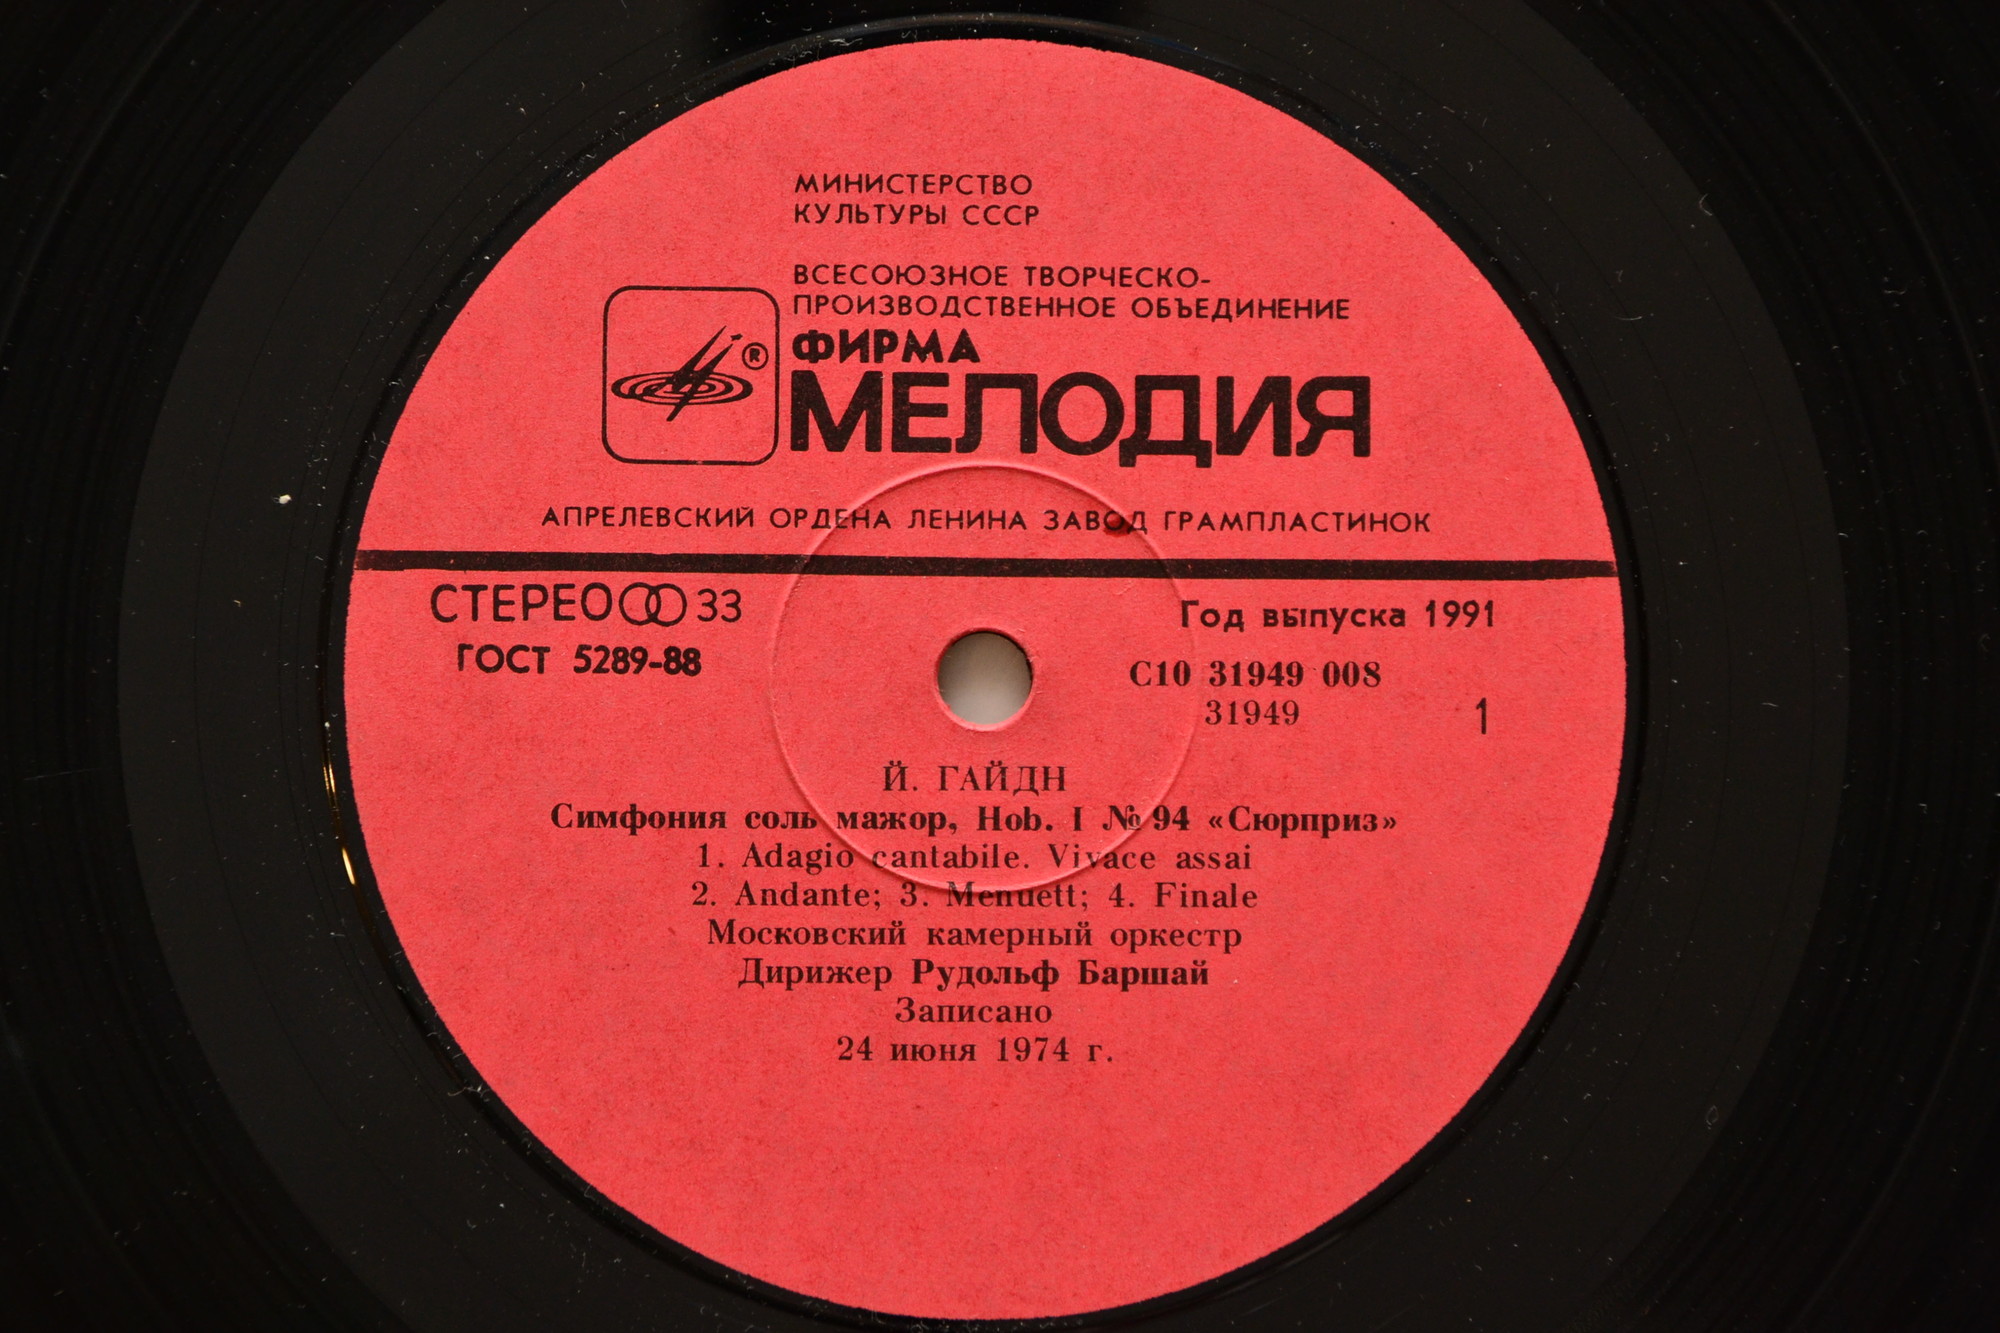 МИНИСТЕРСТВО
КУЛЬТУРЫ СССР
ВСЕСОЮЗНОЕ ТВОРЧЕСКО-
ПРОИЗВОДСТВЕННОЕ ОБЪЕДИНЕНИЕ
®
ФИРМА
МЕЛОДИЯ
АПРЕЛЕВСКИЙ ОРДЕНА ЛЕНИНА ЗАВОД ГРАМПЛАСТИНОК
СТЕРЕО 33
ГОСТ 5289-88
Год выпуска 1991
С10 31949 008
31949
1
Й. ГАЙДН
Симфония соль мажор, Hob. I № 94 «Сюрприз»
1. Adagio cantabile. Vivace assai
2. Andante; 3. Menuett; 4. Finale
Московский камерный оркестр
Дирижер Рудольф Баршай
Записано
24 июня 1974 г.